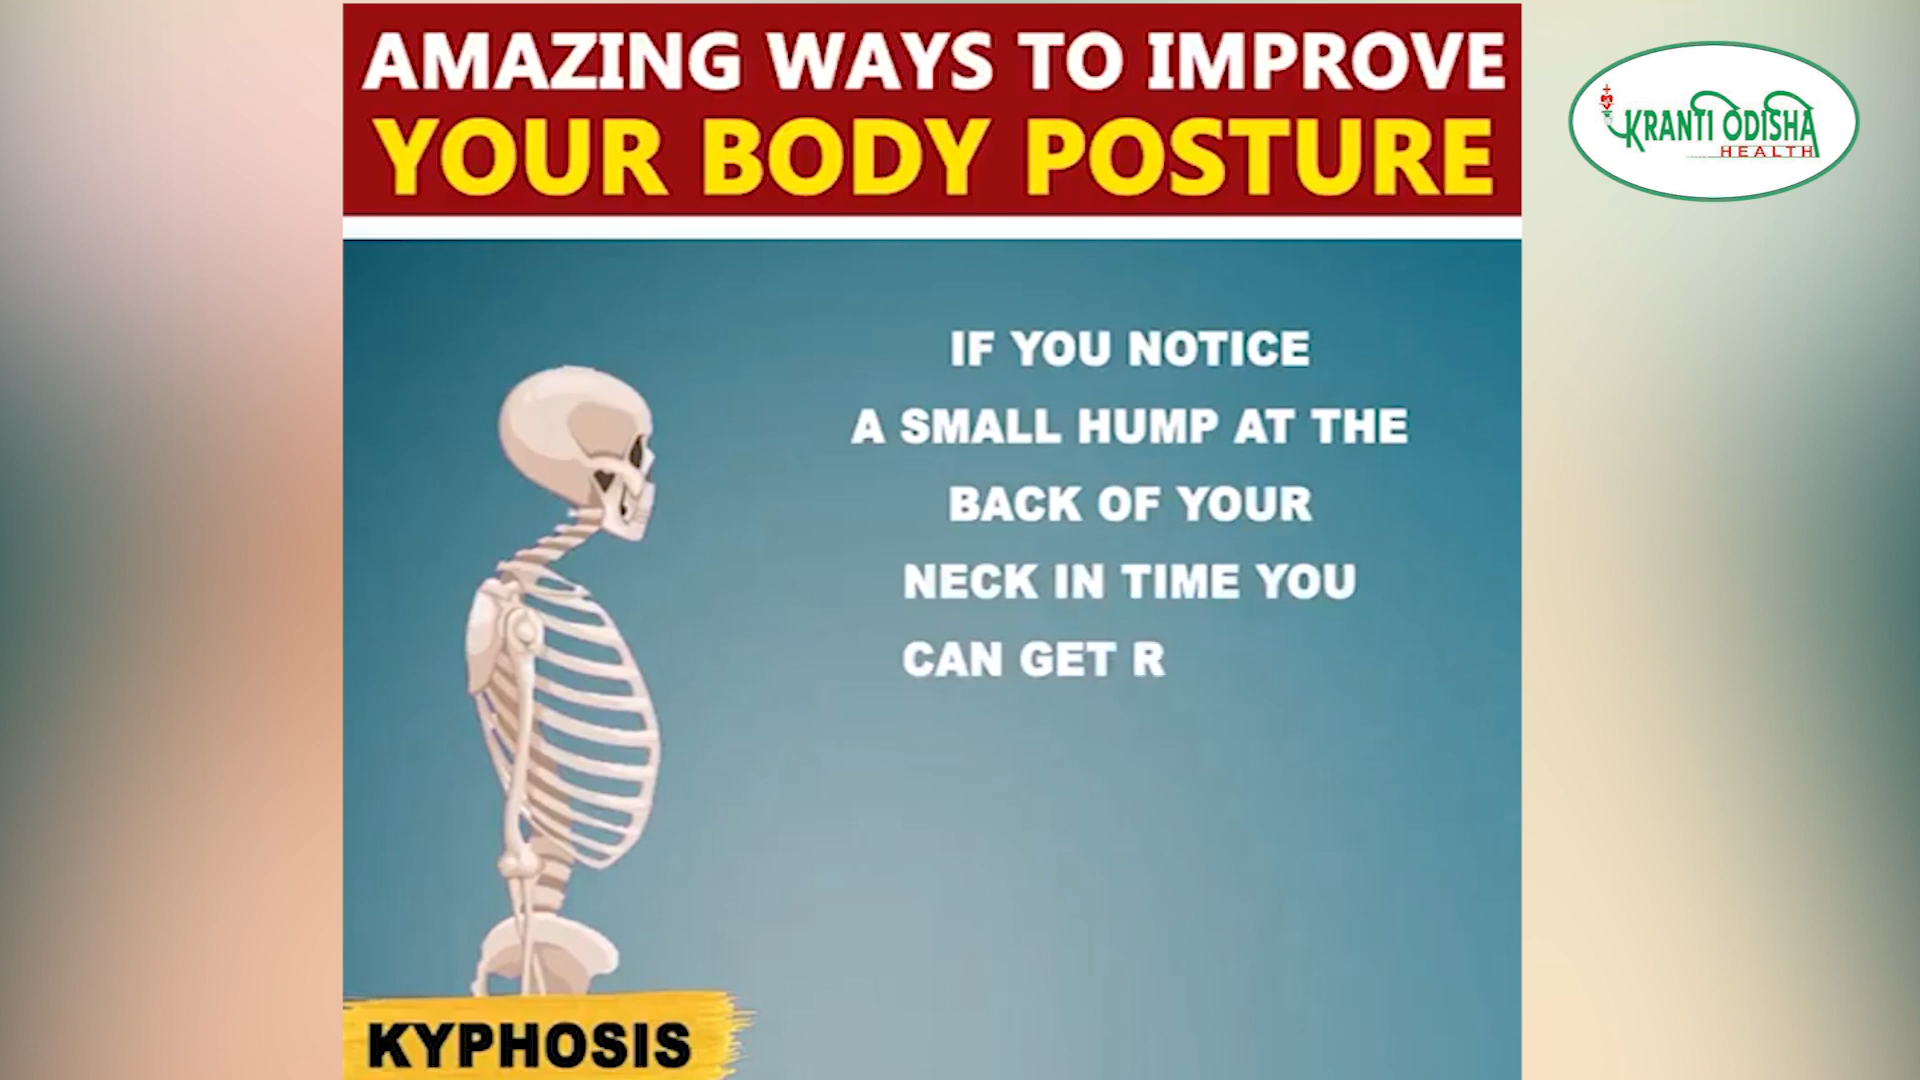 AMAZING WAYS TO IMPROVE
YOUR BODY POSTURE
KRANTI ODISHA
HEALTH
IF YOU NOTICE
A SMALL HUMP AT THE
BACK OF YOUR
NECK IN TIME YOU
CAN GET R
KYPHOSIS